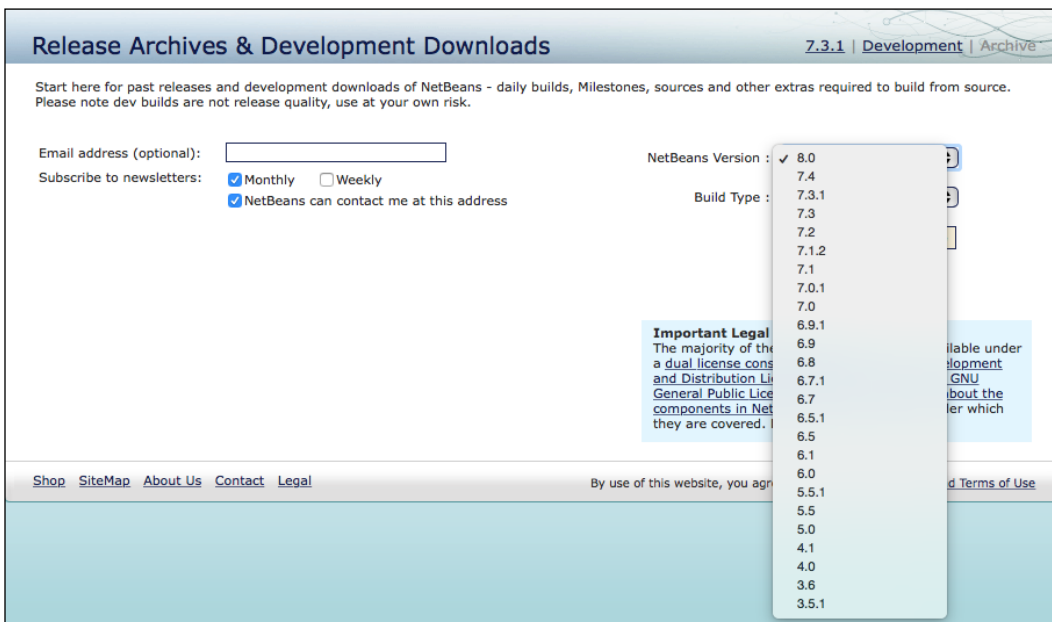 Release Archives & Development Downloads
7.3.1 | Development | Archive
Start here for past releases and development downloads of NetBeans - daily builds, Milestones, sources and other extras required to build from source.
Please note dev builds are not release quality, use at your own risk.
Email address (optional):
Subscribe to newsletters:
Monthly
Weekly
NetBeans can contact me at this address
NetBeans Version :
Build Type :
✓ 8.0
7.4
7.3.1
7.3
7.2
7.1.2
7.1
7.0.1
7.0
6.9.1
6.9
6.8
6.7.1
6.7
6.5.1
6.5
6.1
6.0
5.5.1
5.5
5.0
4.1
4.0
3.6
3.5.1
Important Legal
The majority of the ilable under
a dual license cons elopment
and Distribution Li GNU
General Public Lice bout the
components in Net er which
they are covered.
Shop SiteMap About Us Contact Legal
By use of this website, you agr d Terms of Use